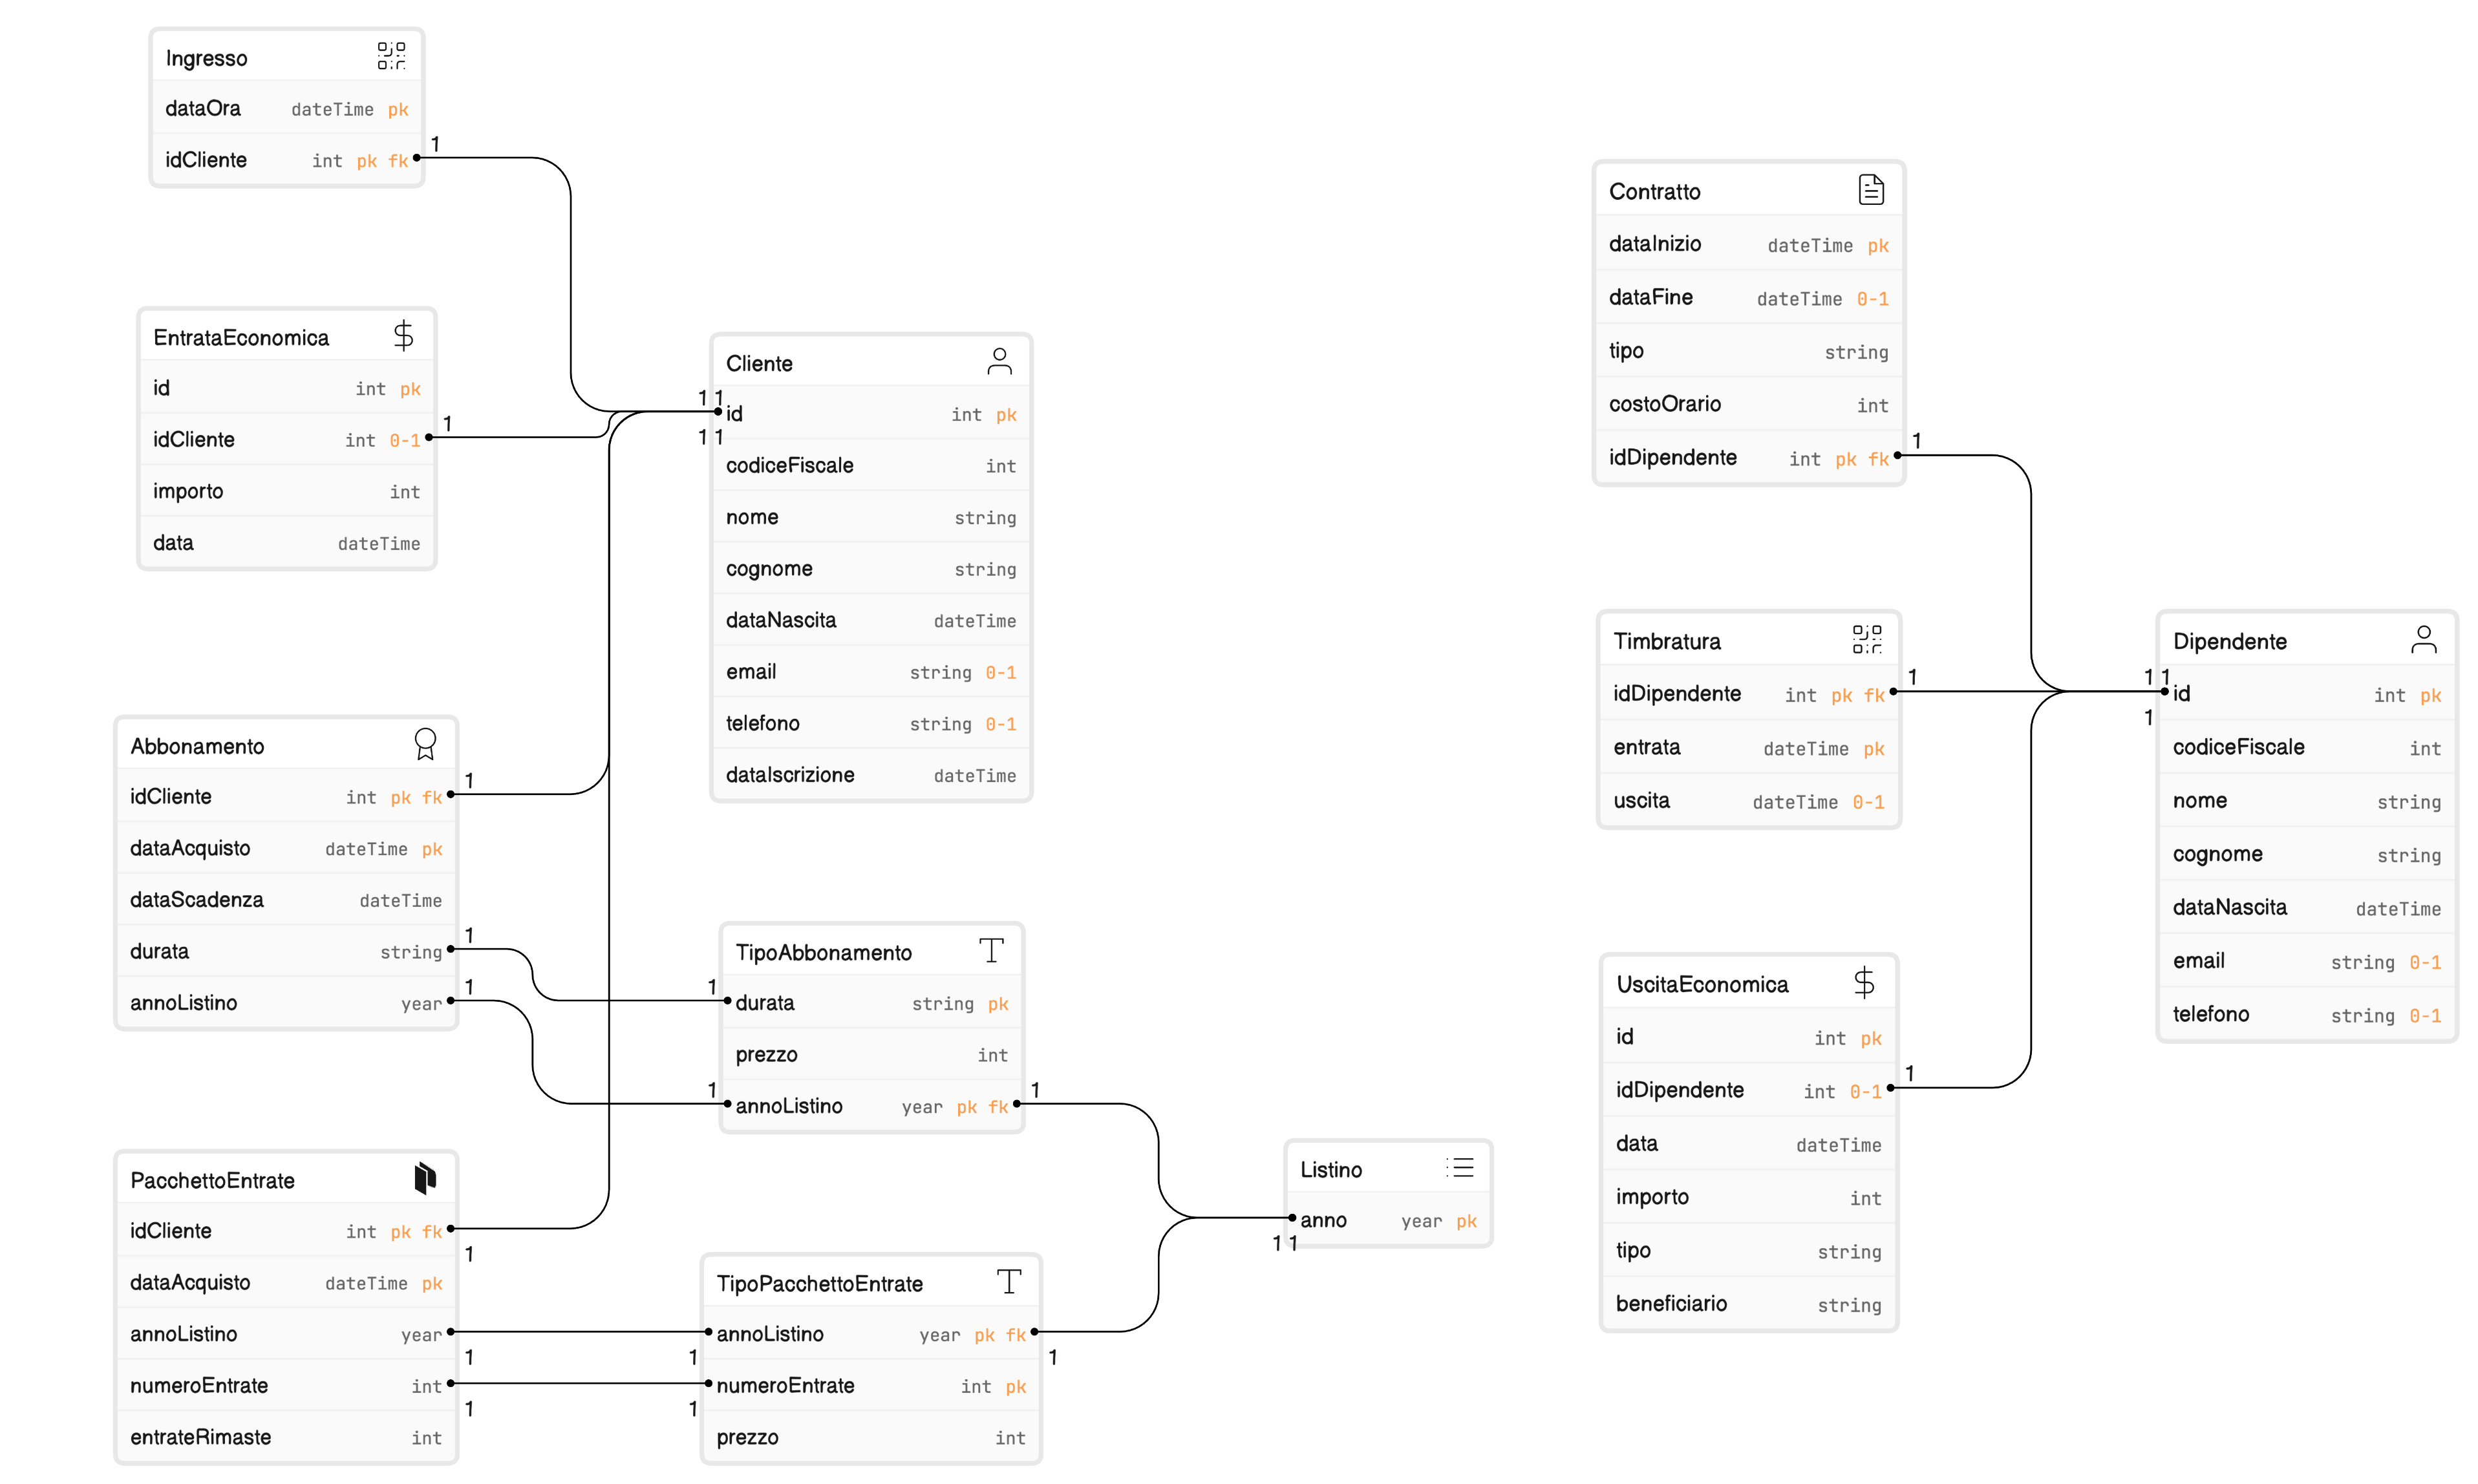 Ingresso
dataOra dateTime pk
idCliente int pk fk
1
EntrataEconomica
id int pk
idCliente int 0-1
1
importo int
data dateTime
Cliente
1 1
id int pk
1 1
codiceFiscale int
nome string
cognome string
dataNascita dateTime
email string 0-1
telefono string 0-1
dataIscrizione dateTime
Abbonamento
idCliente int pk fk
1
dataAcquisto dateTime pk
dataScadenza dateTime
durata string
1
annoListino year
1
TipoAbbonamento
1
durata string pk
prezzo int
1
annoListino year pk fk
1
PacchettoEntrate
idCliente int pk fk
1
dataAcquisto dateTime pk
annoListino year
1
numeroEntrate int
1
entrateRimaste int
TipoPacchettoEntrate
annoListino year pk fk
1
1
numeroEntrate int pk
1
prezzo int
Listino
anno year pk
1 1
Contratto
dataInizio dateTime pk
dataFine dateTime 0-1
tipo string
costoOrario int
idDipendente int pk fk
1
Timbratura
idDipendente int pk fk
1
entrata dateTime pk
uscita dateTime 0-1
UscitaEconomica
id int pk
idDipendente int 0-1
1
data dateTime
importo int
tipo string
beneficiario string
Dipendente
1 1
id int pk
1
codiceFiscale int
nome string
cognome string
dataNascita dateTime
email string 0-1
telefono string 0-1